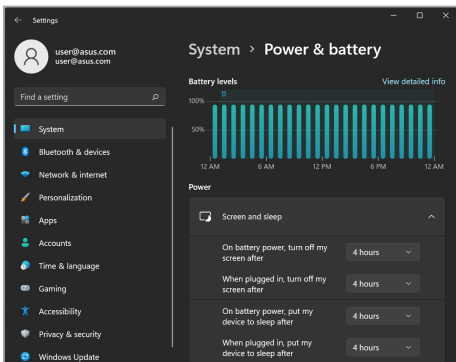 Settings
user@asus.com
user@asus.com
Find a setting
System
Bluetooth & devices
Network & internet
Personalization
Apps
Accounts
Time & language
Gaming
Accessibility
Privacy & security
Windows Update
System > Power & battery
Battery levels
View detailed info
100%
50%
12 AM
6 AM
12 PM
6 PM
12 AM
Power
Screen and sleep
On battery power, turn off my
screen after
4 hours
When plugged in, turn off my
screen after
4 hours
On battery power, put my
device to sleep after
4 hours
When plugged in, put my
device to sleep after
4 hours